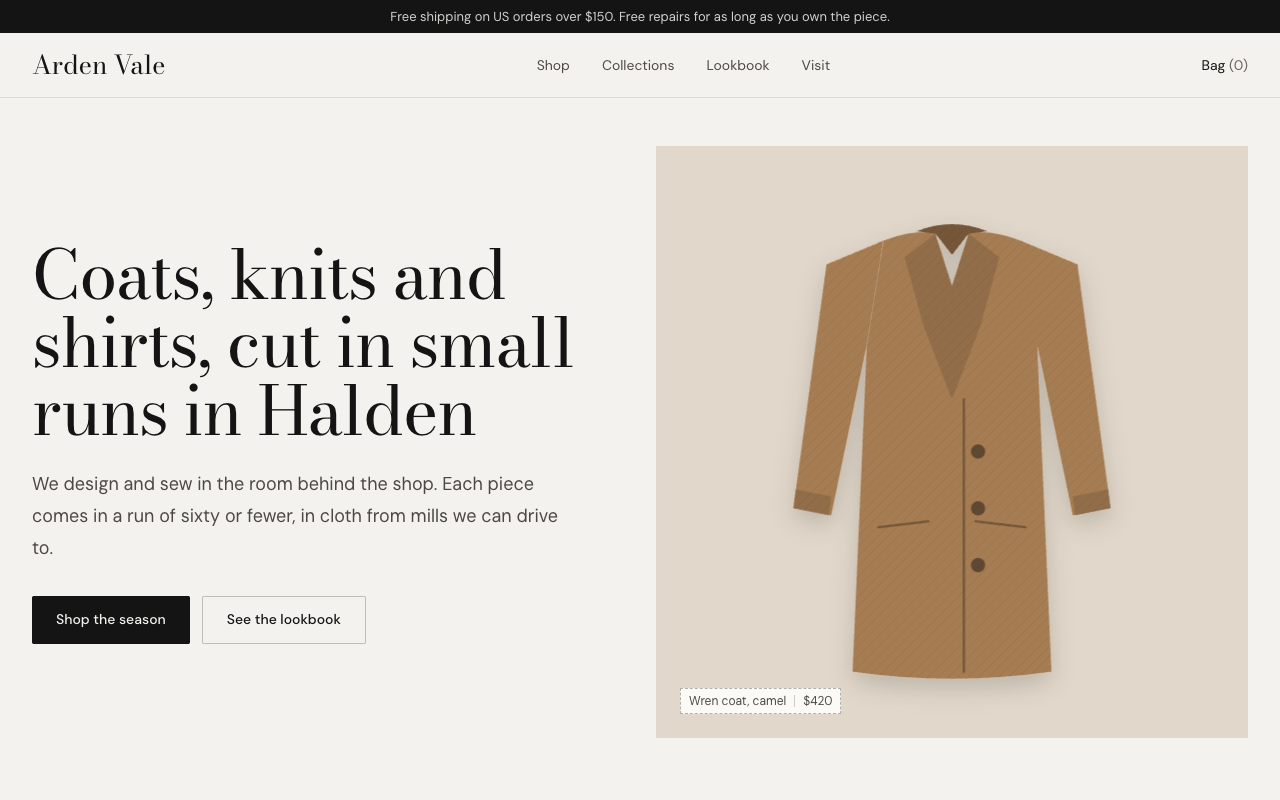 Free shipping on US orders over $150. Free repairs for as long as you own the piece.
Arden Vale
Shop
Collections
Lookbook
Visit
Bag (0)
Coats, knits and
shirts, cut in small
runs in Halden
We design and sew in the room behind the shop. Each piece
comes in a run of sixty or fewer, in cloth from mills we can drive
to.
Shop the season
See the lookbook
Wren coat, camel | $420